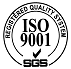 REGISTERED QUALITY SYSTEM
ISO
9001
SGS